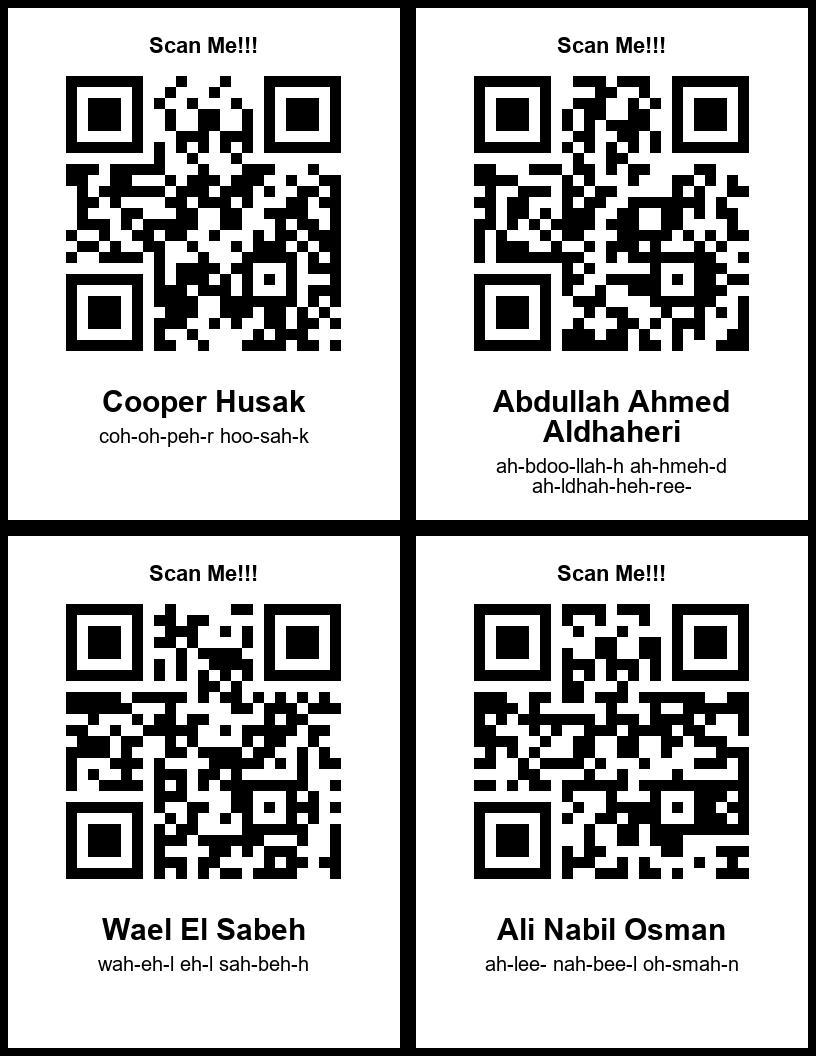 Scan Me!!!
Cooper Husak
coh-oh-peh-r hoo-sah-k
Scan Me!!!
Abdullah Ahmed
Aldhaheri
ah-bdoo-llah-h ah-hmeh-d
ah-ldhah-heh-ree-
Scan Me!!!
Wael El Sabeh
wah-eh-l eh-l sah-beh-h
Scan Me!!!
Ali Nabil Osman
ah-lee- nah-bee-l oh-smah-n